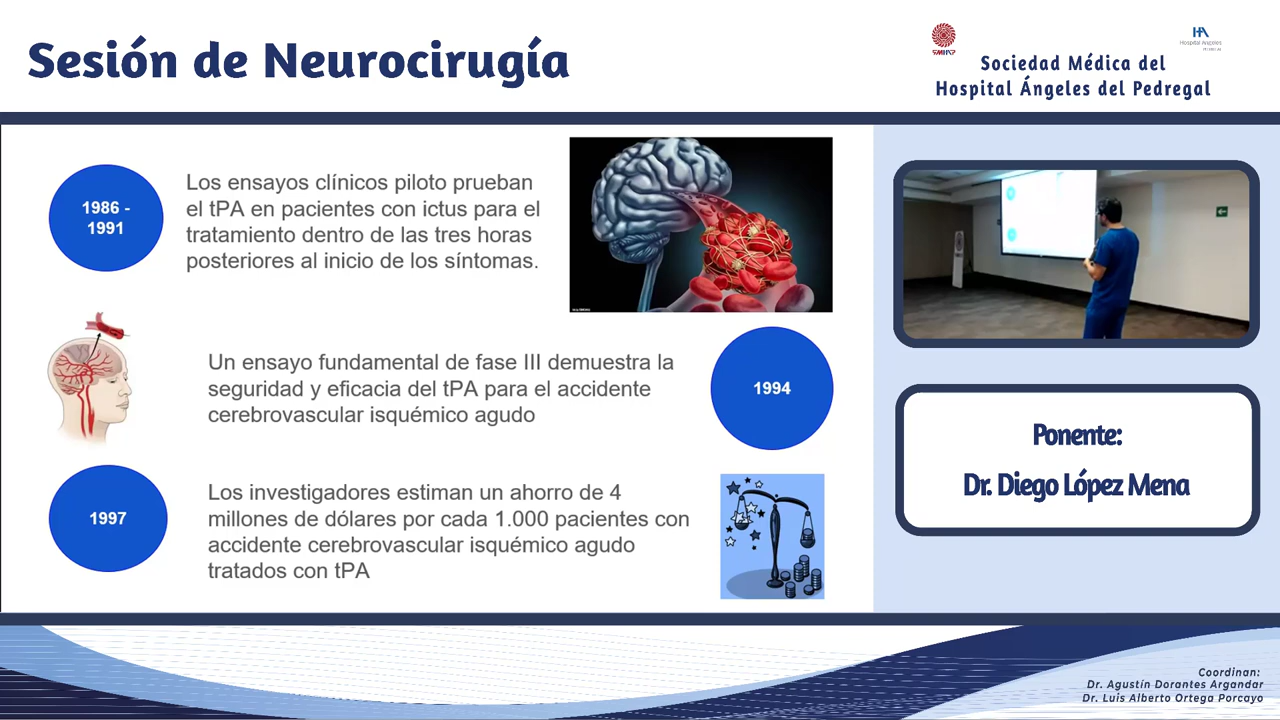 Sesión de Neurocirugía
SMHAP
HA
Hospital Angeles
Sociedad Médica del
Hospital Ángeles del Pedregal
1986 -
1991
Los ensayos clínicos piloto prueban
el tPA en pacientes con ictus para el
tratamiento dentro de las tres horas
posteriores al inicio de los síntomas.
Un ensayo fundamental de fase III demuestra la
seguridad y eficacia del tPA para el accidente
cerebrovascular isquémico agudo
1994
1997
Los investigadores estiman un ahorro de 4
millones de dólares por cada 1.000 pacientes con
accidente cerebrovascular isquémico agudo
tratados con tPA
Ponente:
Dr. Diego López Mena
Coordinan:
Dr. Agustín Dorantes Argandar
Dr. Luis Alberto Ortega Porcayo